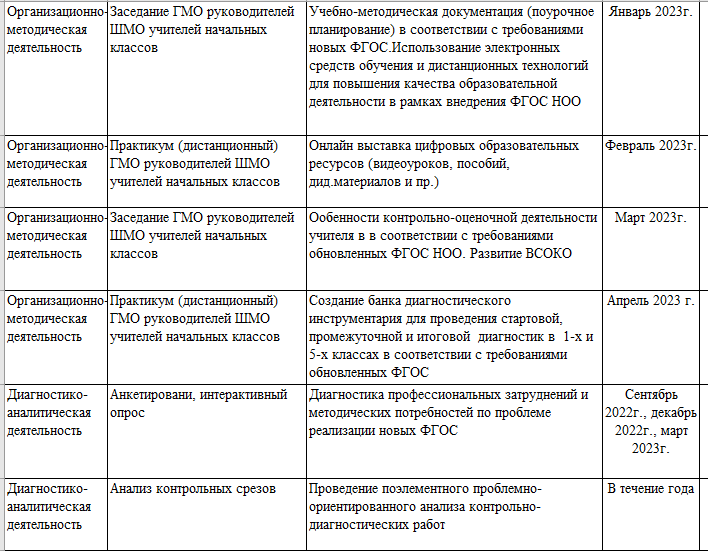 Организационно-
методическая
деятельность
Заседание ГМО руководителей
ШМО учителей начальных
классов
Учебно-методическая документация (поурочное
планирование) в соответствии с требованиями
новых ФГОС.Использование электронных
средств обучения и дистанционных технологий
для повышения качества образовательной
деятельности в рамках внедрения ФГОС НОО
Январь 2023г.
Организационно-
методическая
деятельность
Практикум (дистанционный)
ГМО руководителей ШМО
учителей начальных классов
Онлайн выставка цифровых образовательных
ресурсов (видеоуроков, пособий,
дид.материалов и пр.)
Февраль 2023г.
Организационно-
методическая
деятельность
Заседание ГМО руководителей
ШМО учителей начальных
классов
Ообенности контрольно-оценочной деятельности
учителя в в соответствии с требованиями
обновленных ФГОС НОО. Развитие ВСОКО
Март 2023г.
Организационно-
методическая
деятельность
Практикум (дистанционный)
ГМО руководителей ШМО
учителей начальных классов
Создание банка диагностического
инструментария для проведения стартовой,
промежуточной и итоговой  диагностик в  1-х и
5-х классах в соответствии с требованиями
обновленных ФГОС
Апрель 2023 г.
Диагностико-
аналитическая
деятельность
Анкетировани, интерактивный
опрос
Диагностика профессиональных затруднений и
методических потребностей по проблеме
реализации новых ФГОС
Сентябрь
2022г., декабрь
2022г., март
2023г.
Диагностико-
аналитическая
деятельность
Анализ контрольных срезов
Проведение поэлементного проблемно-
ориентированного анализа контрольно-
диагностических работ
В течение года